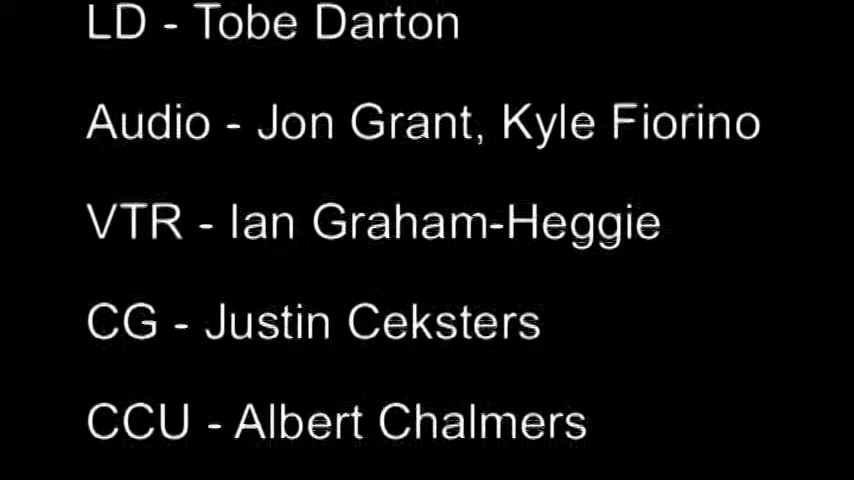 LD - Tobe Darton
Audio - Jon Grant, Kyle Fiorino
VTR - Ian Graham-Heggie
CG - Justin Ceksters
CCU - Albert Chalmers